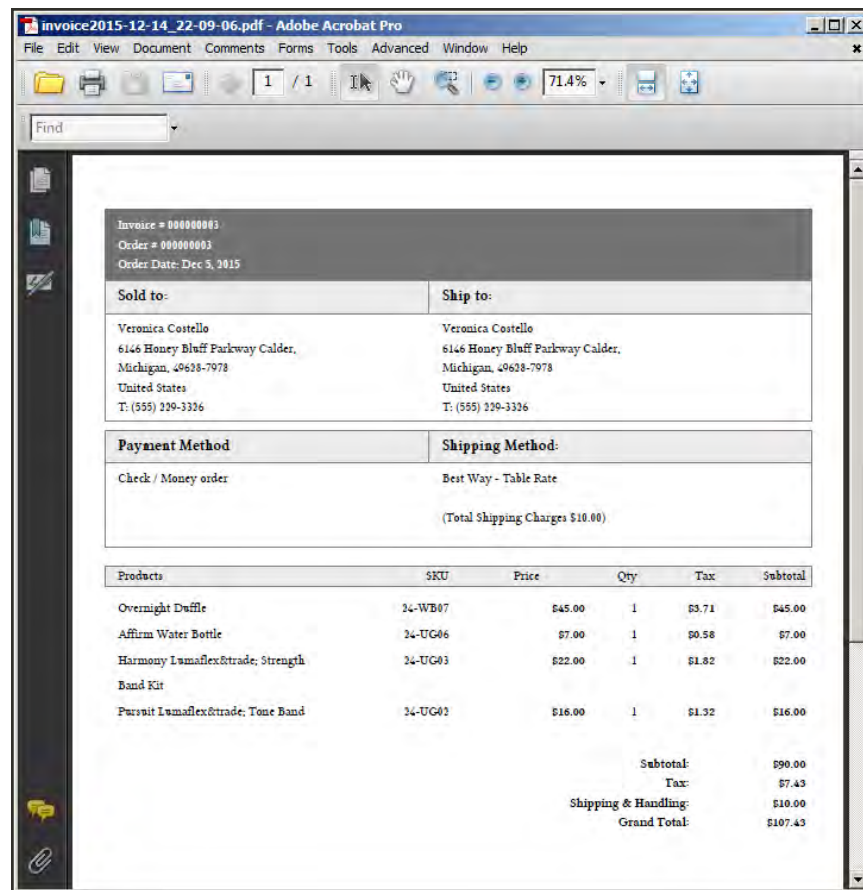 invoice2015-12-14_22-09-06.pdf - Adobe Acrobat Pro
File Edit View Document Comments Forms Tools Advanced Window Help
1 / 1 71.4%
Find
Invoice # 000000003
Order # 000000003
Order Date: Dec 5, 2015
Sold to: Ship to:
Veronica Costello Veronica Costello
6146 Honey Bluff Parkway Calder, 6146 Honey Bluff Parkway Calder,
Michigan, 49628-7978 Michigan, 49628-7978
United States United States
T: (555) 229-3326 T: (555) 229-3326
Payment Method Shipping Method:
Check / Money order Best Way - Table Rate
(Total Shipping Charges $10.00)
Products SKU Price Qty Tax Subtotal
Overnight Duffle 24-WB07 $45.00 1 $3.71 $45.00
Affirm Water Bottle 24-UG06 $7.00 1 $0.58 $7.00
Harmony Lumaflex&trade; Strength 24-UG03 $22.00 1 $1.82 $22.00
Band Kit
Pursuit Lumaflex&trade; Tone Band 24-UG02 $16.00 1 $1.32 $16.00
Subtotal: $90.00
Tax: $7.43
Shipping & Handling: $10.00
Grand Total: $107.43